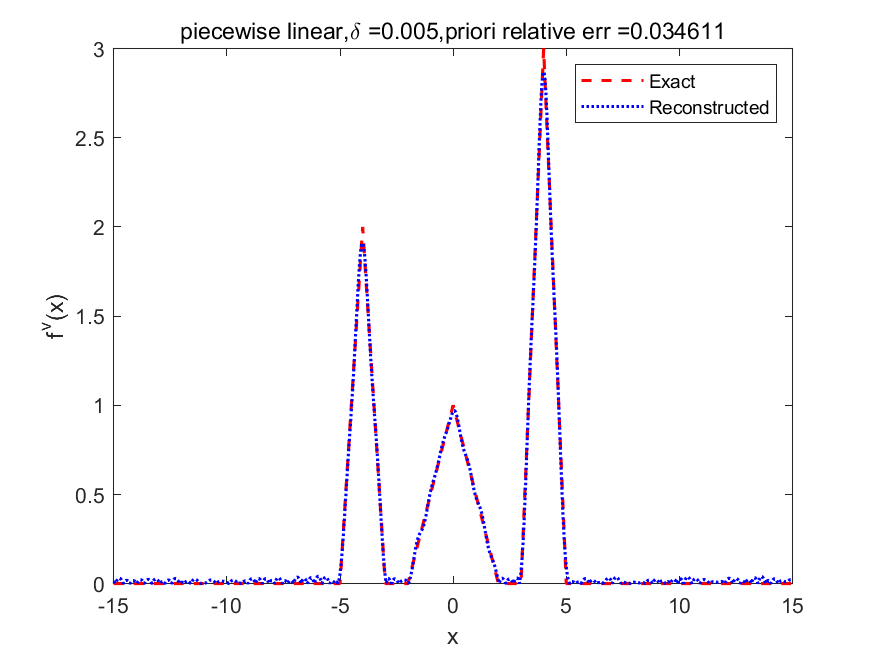 piecewise linear,δ =0.005,priori relative err =0.034611
3
2.5
2
1.5
1
0.5
0
-15
-10
-5
0
5
10
15
x
f^v(x)
Exact
Reconstructed